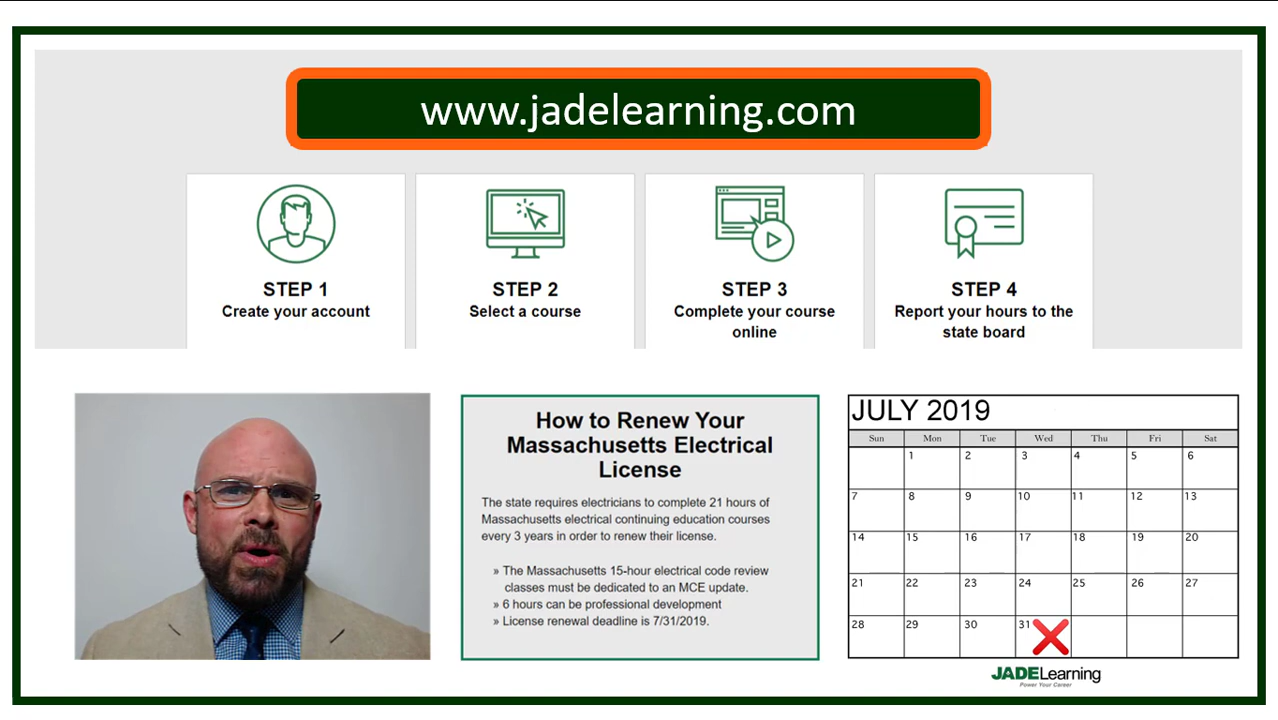 www.jadelearning.com
STEP 1
Create your account
STEP 2
Select a course
STEP 3
Complete your course
online
STEP 4
Report your hours to the
state board
How to Renew Your
Massachusetts Electrical
License
The state requires electricians to complete 21 hours of
Massachusetts electrical continuing education courses
every 3 years in order to renew their license.
» The Massachusetts 15-hour electrical code review
classes must be dedicated to an MCE update.
» 6 hours can be professional development
» License renewal deadline is 7/31/2019.
JULY 2019
Sun Mon Tue Wed Thu Fri Sat
1 2 3 4 5 6
7 8 9 10 11 12 13
14 15 16 17 18 19 20
21 22 23 24 25 26 27
28 29 30 31
JADELearning
Power Your Career